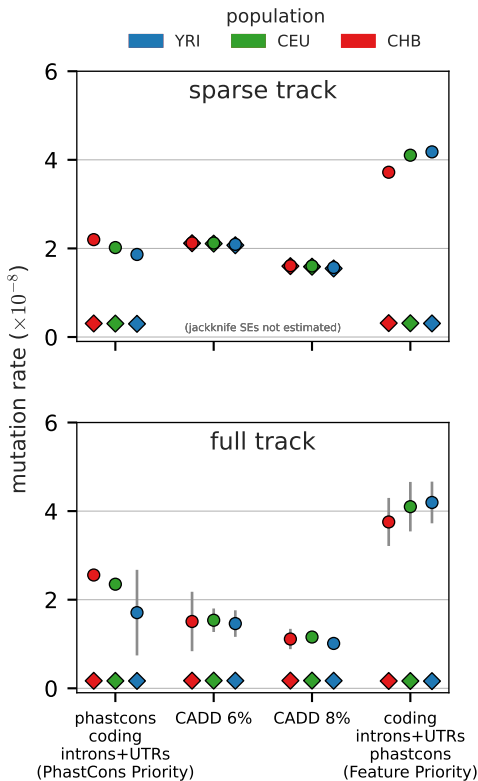 population
YRI CEU CHB
sparse track
6
4
2
0
(jackknife SEs not estimated)
mutation rate (×10⁻⁸)
full track
6
4
2
0
phastcons
coding
introns+UTRs
(PhastCons Priority)
CADD 6%
CADD 8%
coding
introns+UTRs
phastcons
(Feature Priority)